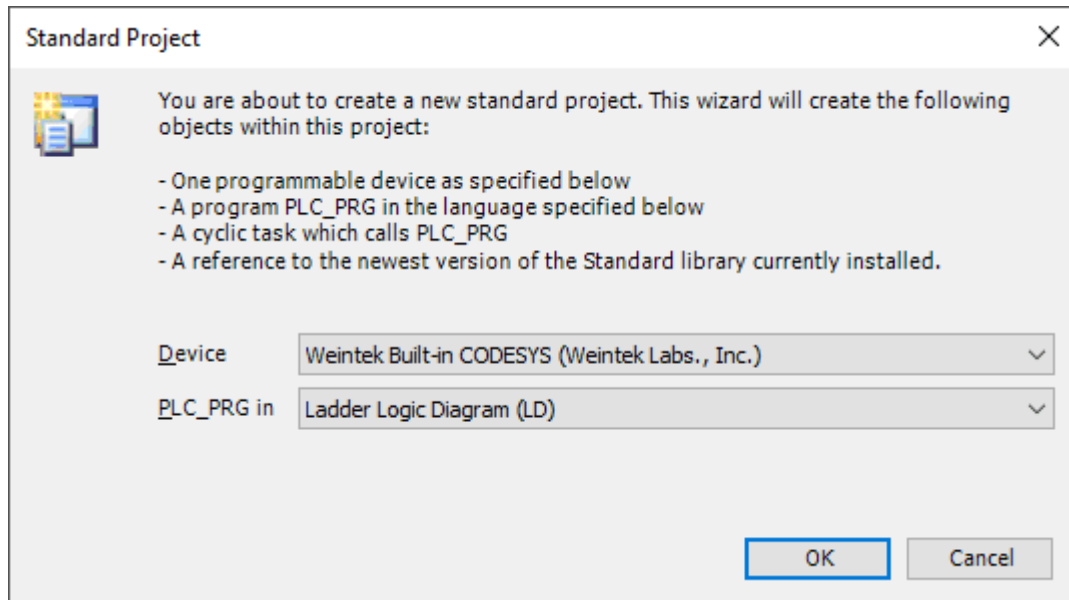 Standard Project
You are about to create a new standard project. This wizard will create the following
objects within this project:
- One programmable device as specified below
- A program PLC_PRG in the language specified below
- A cyclic task which calls PLC_PRG
- A reference to the newest version of the Standard library currently installed.
Device Weintek Built-in CODESYS (Weintek Labs., Inc.)
PLC_PRG in Ladder Logic Diagram (LD)
OK Cancel